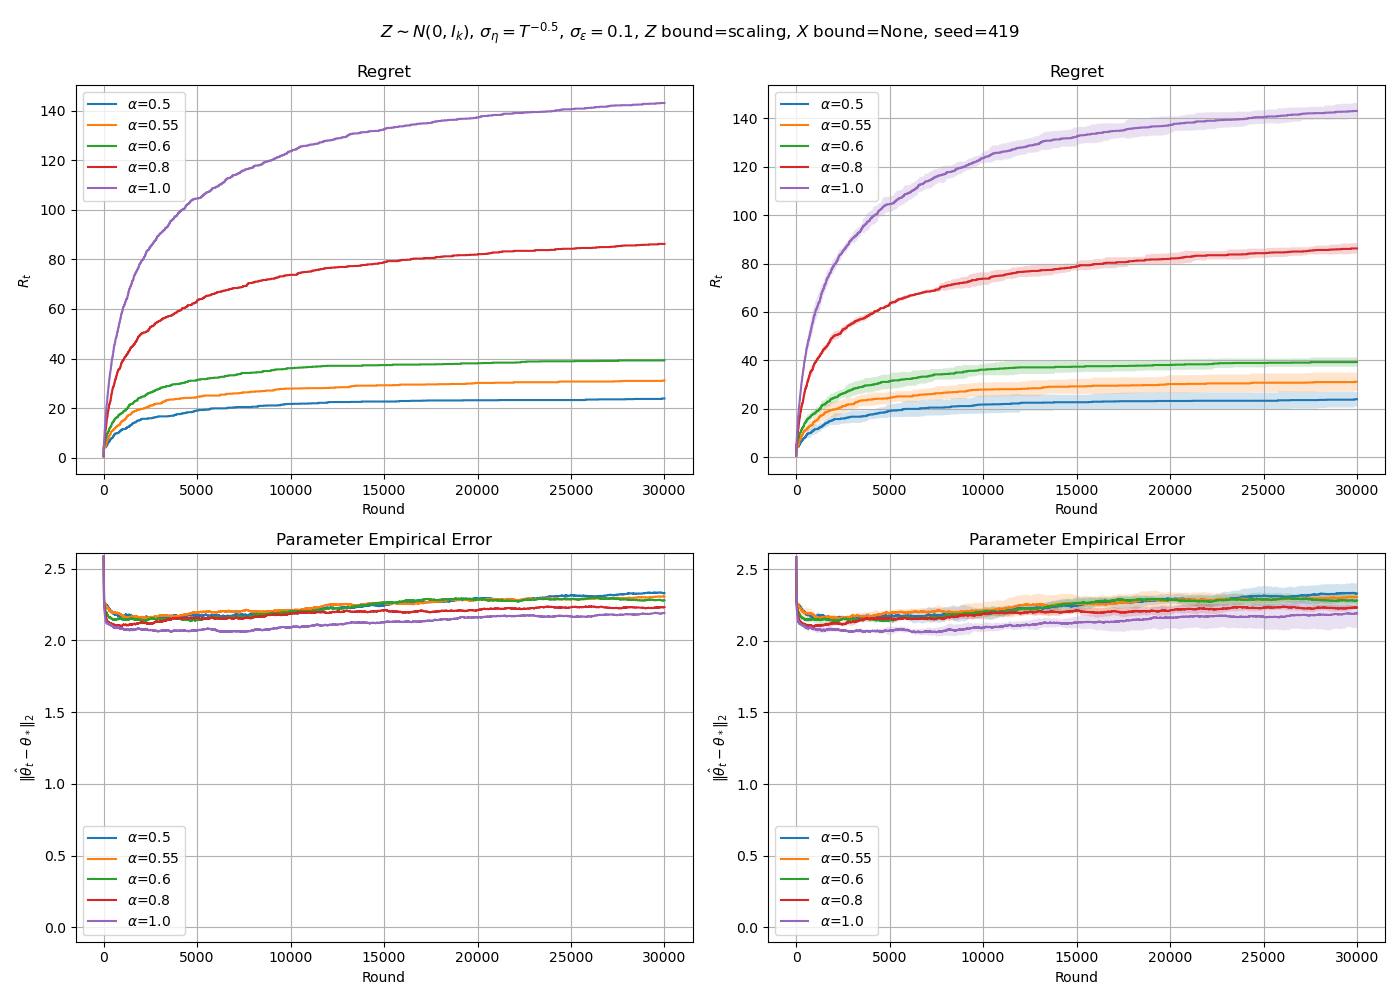 Z ∼ N(0, I_k), σ_η = T^{−0.5}, σ_ε = 0.1, Z bound=scaling, X bound=None, seed=419
Regret
R_t
140
120
100
80
60
40
20
0
α=0.5
α=0.55
α=0.6
α=0.8
α=1.0
0 5000 10000 15000 20000 25000 30000
Round
Regret
R_t
140
120
100
80
60
40
20
0
α=0.5
α=0.55
α=0.6
α=0.8
α=1.0
0 5000 10000 15000 20000 25000 30000
Round
Parameter Empirical Error
‖θ̂_t − θ_*‖_2
2.5
2.0
1.5
1.0
0.5
0.0
α=0.5
α=0.55
α=0.6
α=0.8
α=1.0
0 5000 10000 15000 20000 25000 30000
Round
Parameter Empirical Error
‖θ̂_t − θ_*‖_2
2.5
2.0
1.5
1.0
0.5
0.0
α=0.5
α=0.55
α=0.6
α=0.8
α=1.0
0 5000 10000 15000 20000 25000 30000
Round